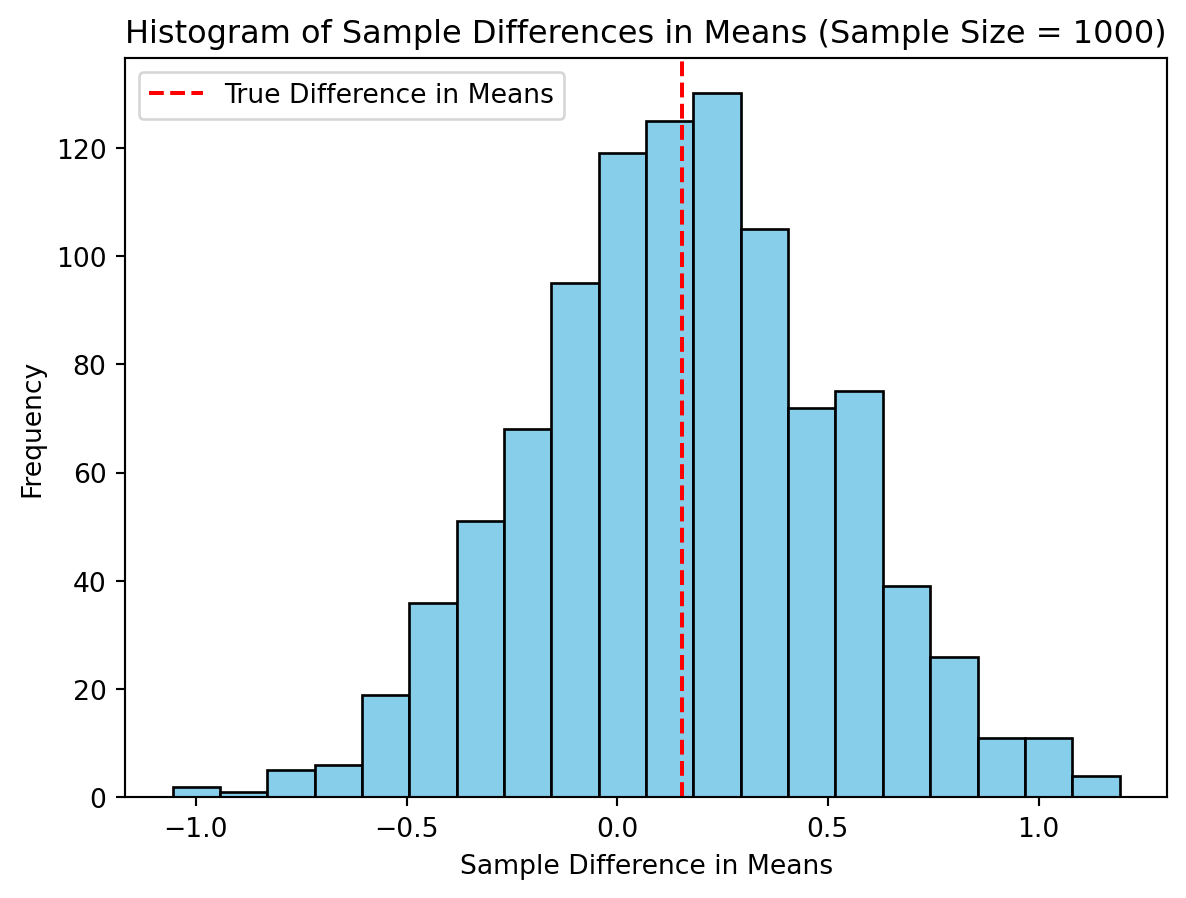 Histogram of Sample Differences in Means (Sample Size = 1000)
True Difference in Means
120
100
80
60
40
20
0
Frequency
−1.0 −0.5 0.0 0.5 1.0
Sample Difference in Means